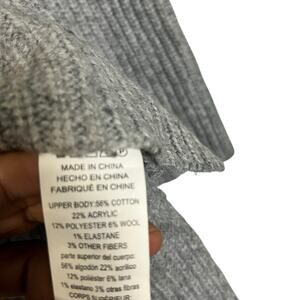 MADE IN CHINA
HECHO EN CHINA
FABRIQUÉ EN CHINE
UPPER BODY:56% COTTON
22% ACRYLIC
12% POLYESTER 6% WOOL
1% ELASTANE
3% OTHER FIBERS
parte superior del cuerpo:
56% algodón 22% acrílico
12% poliéster 6% lana
1% elastano 3% otras fibras
CORPS SUPÉRIEUR: